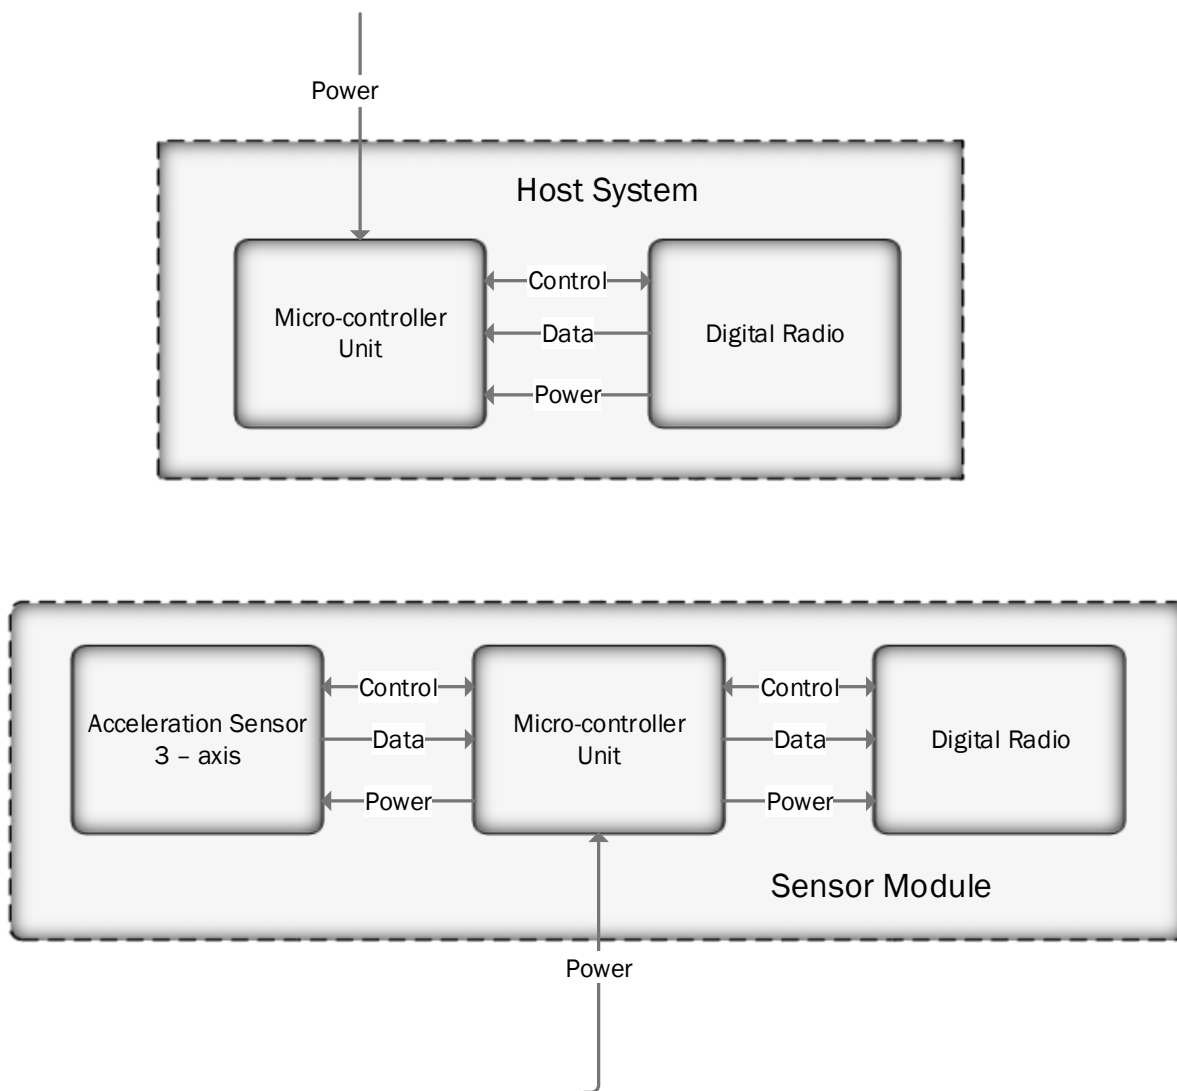 Power
Host System
Micro-controller
Unit
Control
Data
Power
Digital Radio
Acceleration Sensor
3 – axis
Control
Data
Power
Micro-controller
Unit
Control
Data
Power
Digital Radio
Sensor Module
Power